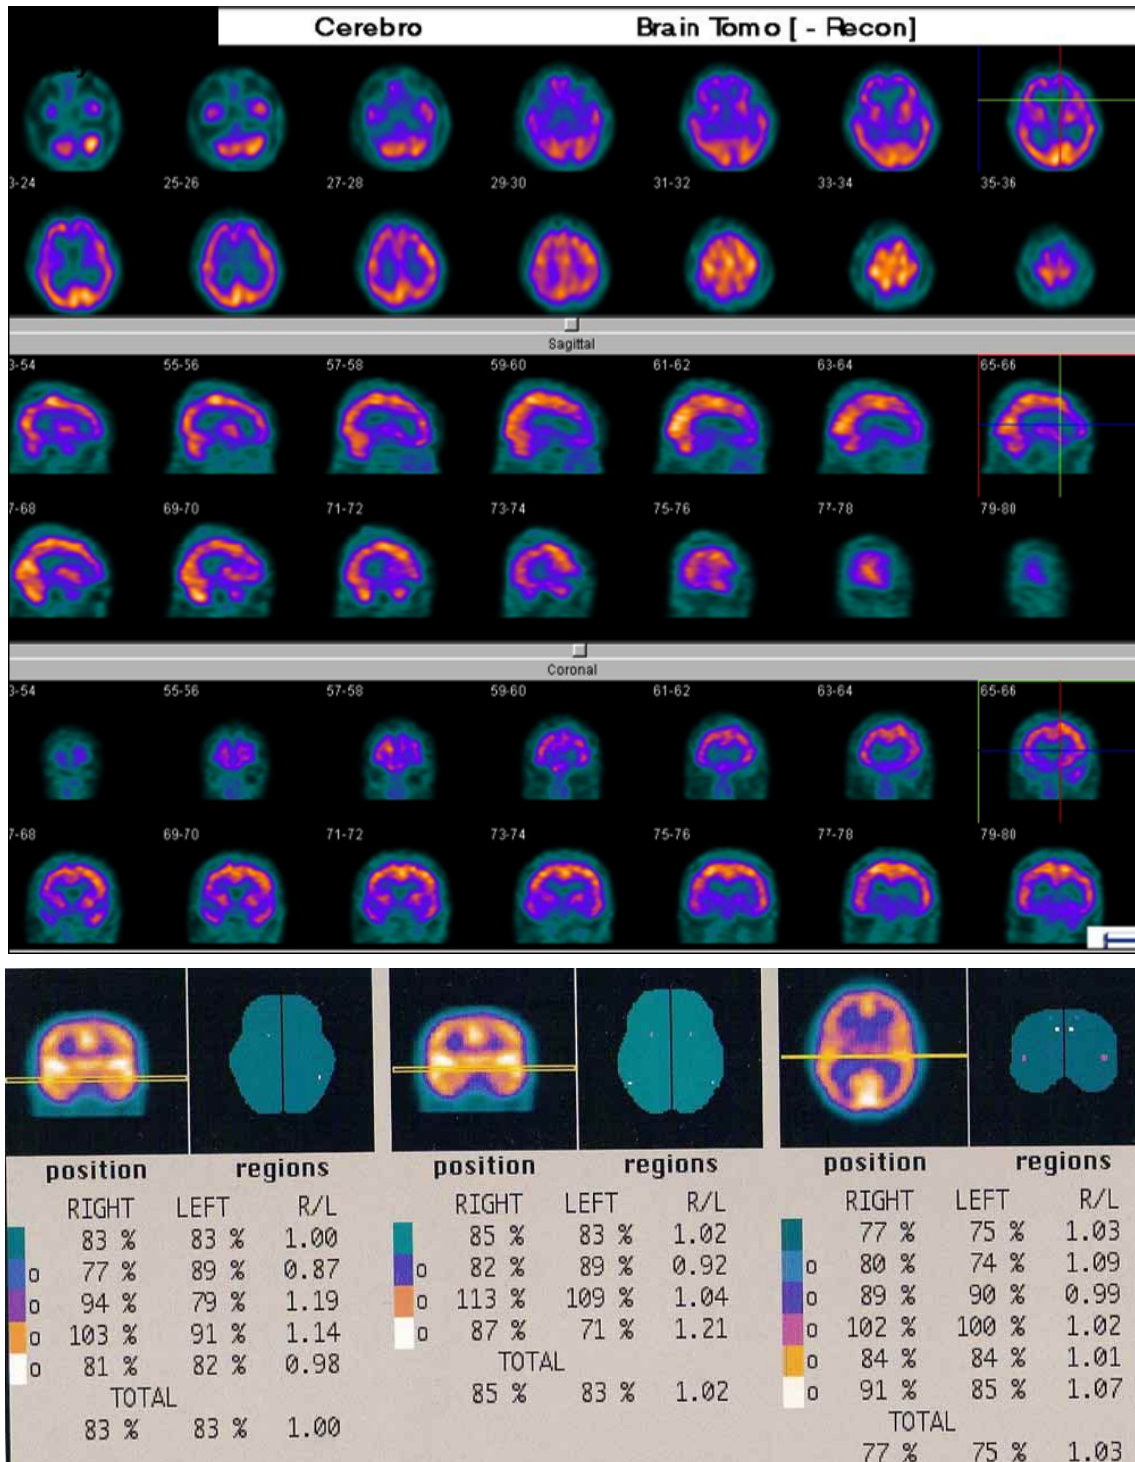 Cerebro Brain Tomo [ - Recon]
3-24 25-26 27-28 29-30 31-32 33-34 35-36
Sagittal
3-54 55-56 57-58 59-60 61-62 63-64 65-66
7-68 69-70 71-72 73-74 75-76 77-78 79-80
Coronal
3-54 55-56 57-58 59-60 61-62 63-64 65-66
7-68 69-70 71-72 73-74 75-76 77-78 79-80
position regions
RIGHT LEFT R/L
83 % 83 % 1.00
o 77 % 89 % 0.87
o 94 % 79 % 1.19
o 103 % 91 % 1.14
o 81 % 82 % 0.98
TOTAL
83 % 83 % 1.00
position regions
RIGHT LEFT R/L
85 % 83 % 1.02
o 82 % 89 % 0.92
o 113 % 109 % 1.04
o 87 % 71 % 1.21
TOTAL
85 % 83 % 1.02
position regions
RIGHT LEFT R/L
77 % 75 % 1.03
o 80 % 74 % 1.09
o 89 % 90 % 0.99
o 102 % 100 % 1.02
o 84 % 84 % 1.01
o 91 % 85 % 1.07
TOTAL
77 % 75 % 1.03